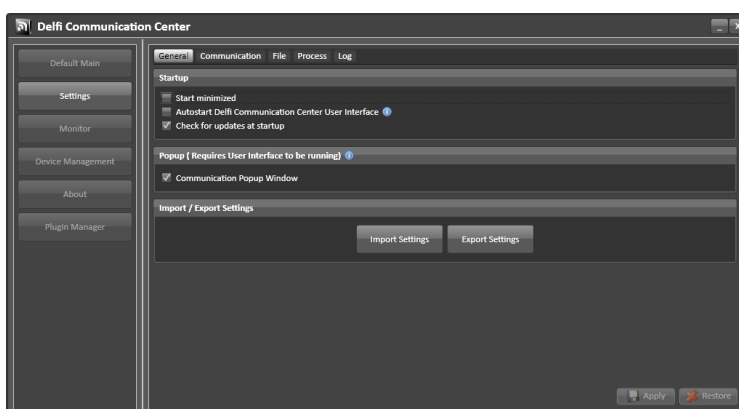 Delfi Communication Center
Default Main
Settings
Monitor
Device Management
About
Plugin Manager
General Communication File Process Log
Startup
Start minimized
Autostart Delfi Communication Center User Interface
Check for updates at startup
Popup ( Requires User Interface to be running)
Communication Popup Window
Import / Export Settings
Import Settings Export Settings
Apply Restore